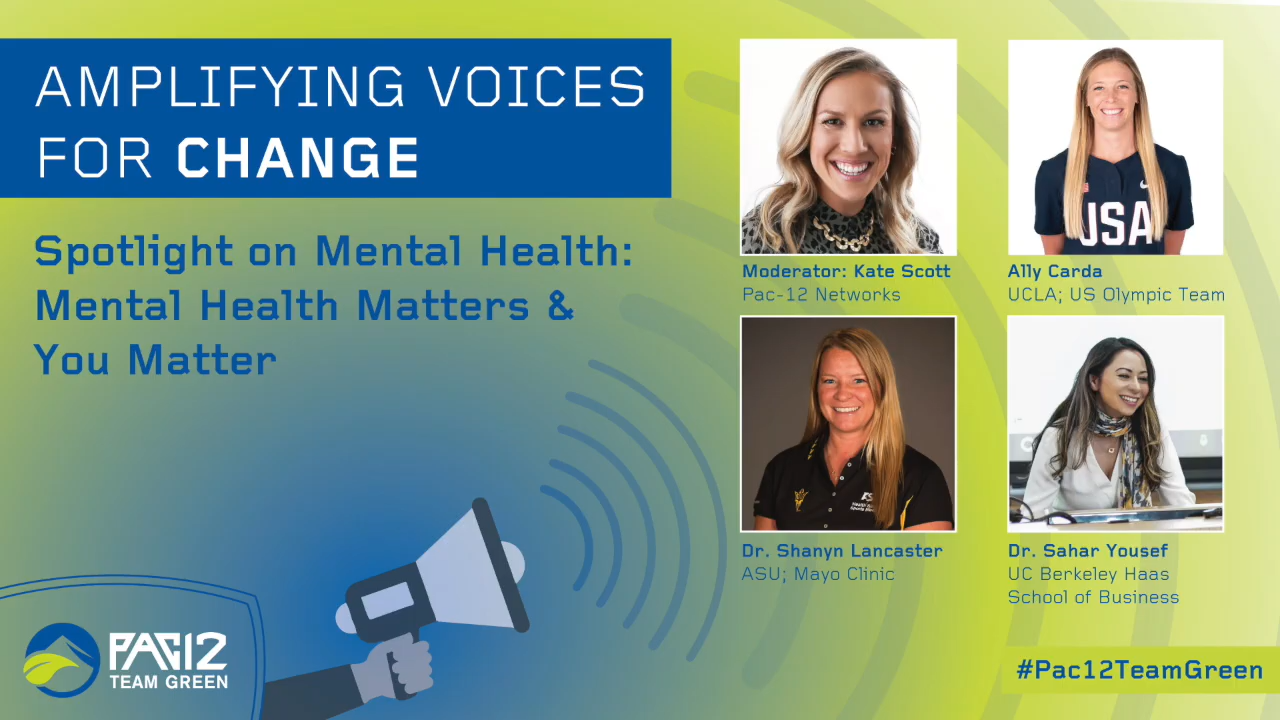 AMPLIFYING VOICES
FOR CHANGE
Spotlight on Mental Health:
Mental Health Matters &
You Matter
Moderator: Kate Scott
Pac-12 Networks
USA
Ally Carda
UCLA; US Olympic Team
Dr. Shanyn Lancaster
ASU; Mayo Clinic
Dr. Sahar Yousef
UC Berkeley Haas
School of Business
PAC12
TEAM GREEN
#Pac12TeamGreen